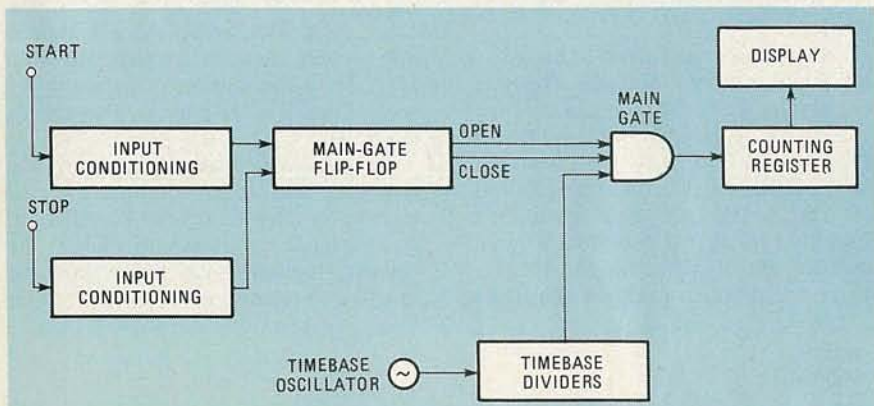 START
DISPLAY
MAIN
GATE
INPUT
CONDITIONING
MAIN-GATE
FLIP-FLOP
OPEN
CLOSE
COUNTING
REGISTER
STOP
INPUT
CONDITIONING
TIMEBASE
OSCILLATOR
~
TIMEBASE
DIVIDERS